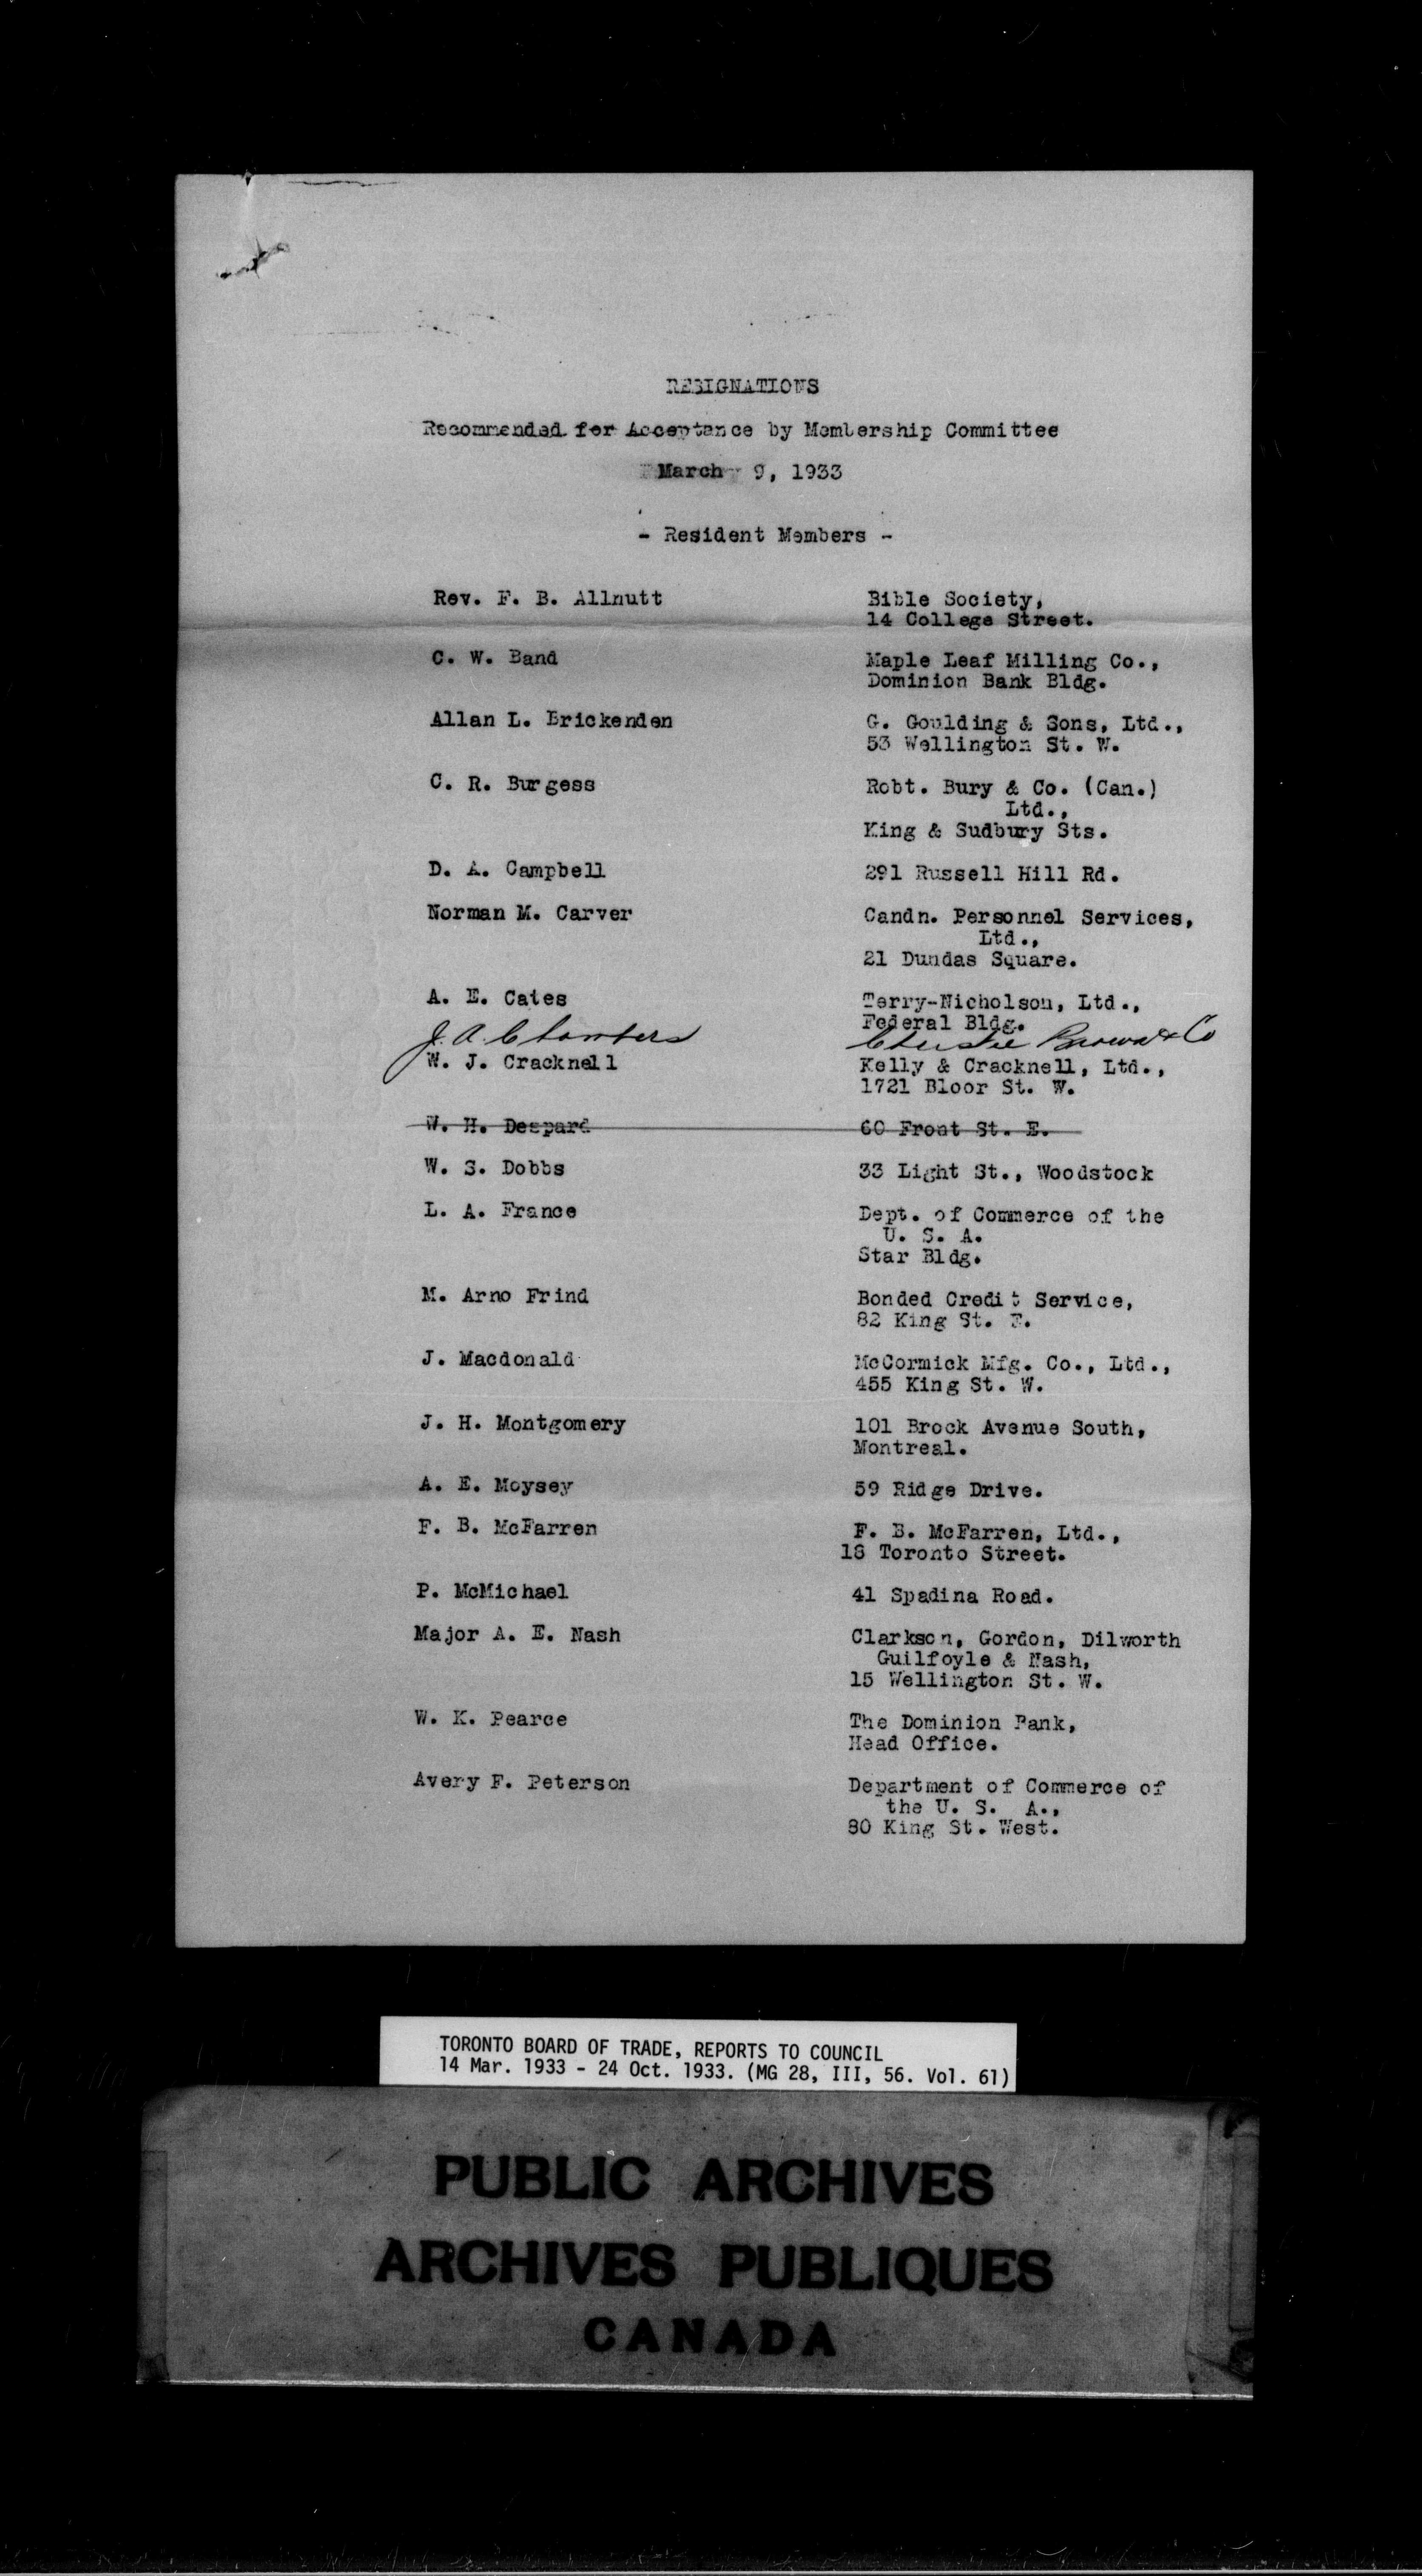 RESIGNATIONS
Recommended for Acceptance by Membership Committee
March 9, 1933
- Resident Members -
Rev. F. B. Allnutt Bible Society,
14 College Street.
C. W. Band Maple Leaf Milling Co.,
Dominion Bank Bldg.
Allan L. Brickenden G. Goulding & Sons, Ltd.,
53 Wellington St. W.
C. R. Burgess Robt. Bury & Co. (Can.)
Ltd.,
King & Sudbury Sts.
D. A. Campbell 291 Russell Hill Rd.
Norman M. Carver Candn. Personnel Services,
Ltd.,
21 Dundas Square.
A. E. Cates Terry-Nicholson, Ltd.,
Federal Bldg.
J. A. Chambers Christie Brown & Co
W. J. Cracknell Kelly & Cracknell, Ltd.,
1721 Bloor St. W.
W. H. Despard 60 Front St. E.
W. S. Dobbs 33 Light St., Woodstock
L. A. France Dept. of Commerce of the
U. S. A.
Star Bldg.
M. Arno Frind Bonded Credit Service,
82 King St. E.
J. Macdonald McCormick Mfg. Co., Ltd.,
455 King St. W.
J. H. Montgomery 101 Brock Avenue South,
Montreal.
A. E. Moysey 59 Ridge Drive.
F. B. McFarren F. B. McFarren, Ltd.,
18 Toronto Street.
P. McMichael 41 Spadina Road.
Major A. E. Nash Clarkson, Gordon, Dilworth
Guilfoyle & Nash,
15 Wellington St. W.
W. K. Pearce The Dominion Bank,
Head Office.
Avery F. Peterson Department of Commerce of
the U. S. A.,
80 King St. West.
TORONTO BOARD OF TRADE, REPORTS TO COUNCIL
14 Mar. 1933 - 24 Oct. 1933. (MG 28, III, 56. Vol. 61)
PUBLIC ARCHIVES
ARCHIVES PUBLIQUES
CANADA